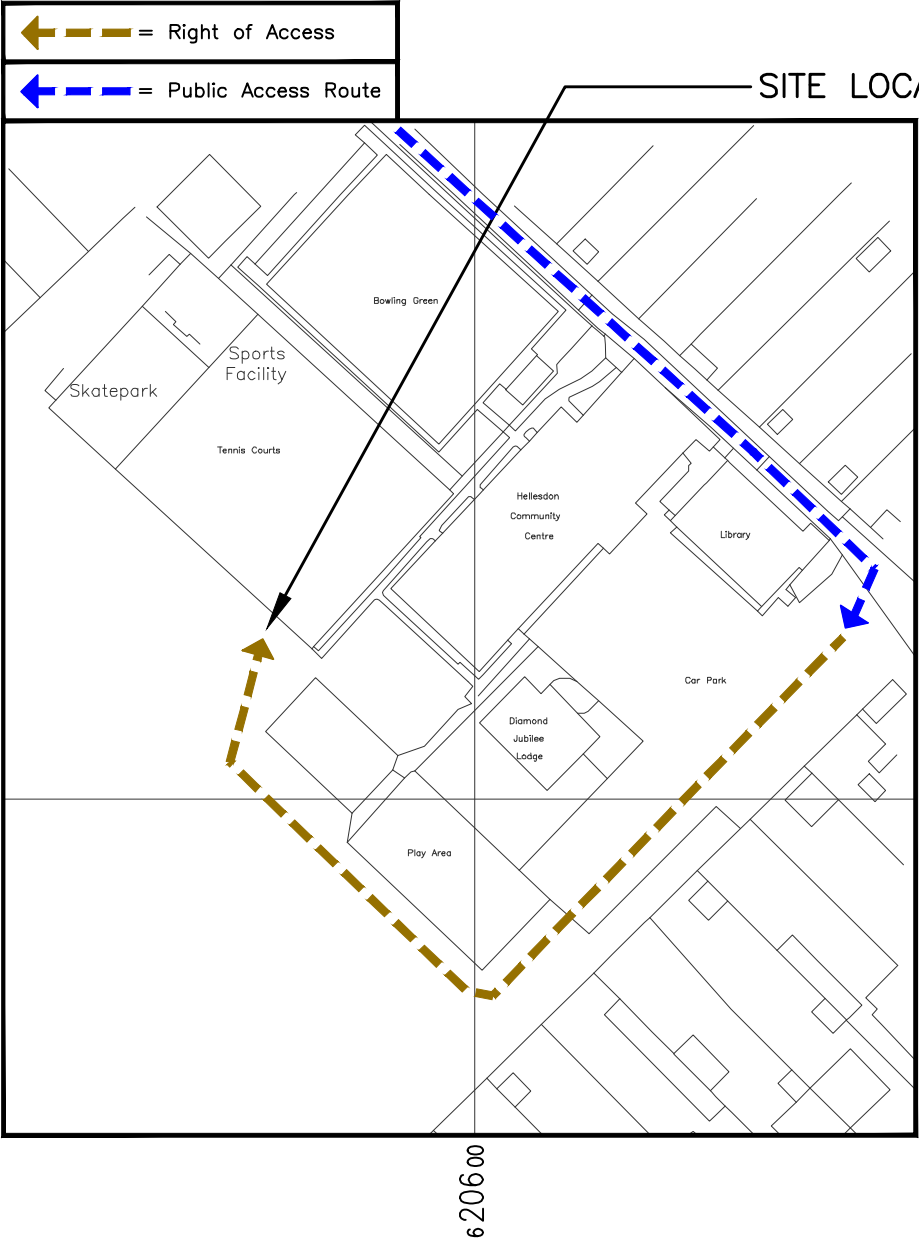 = Right of Access
= Public Access Route
SITE LOCA
Bowling Green
Sports
Facility
Skatepark
Tennis Courts
Hellesdon
Community
Centre
Library
Car Park
Diamond
Jubilee
Lodge
Play Area
620600